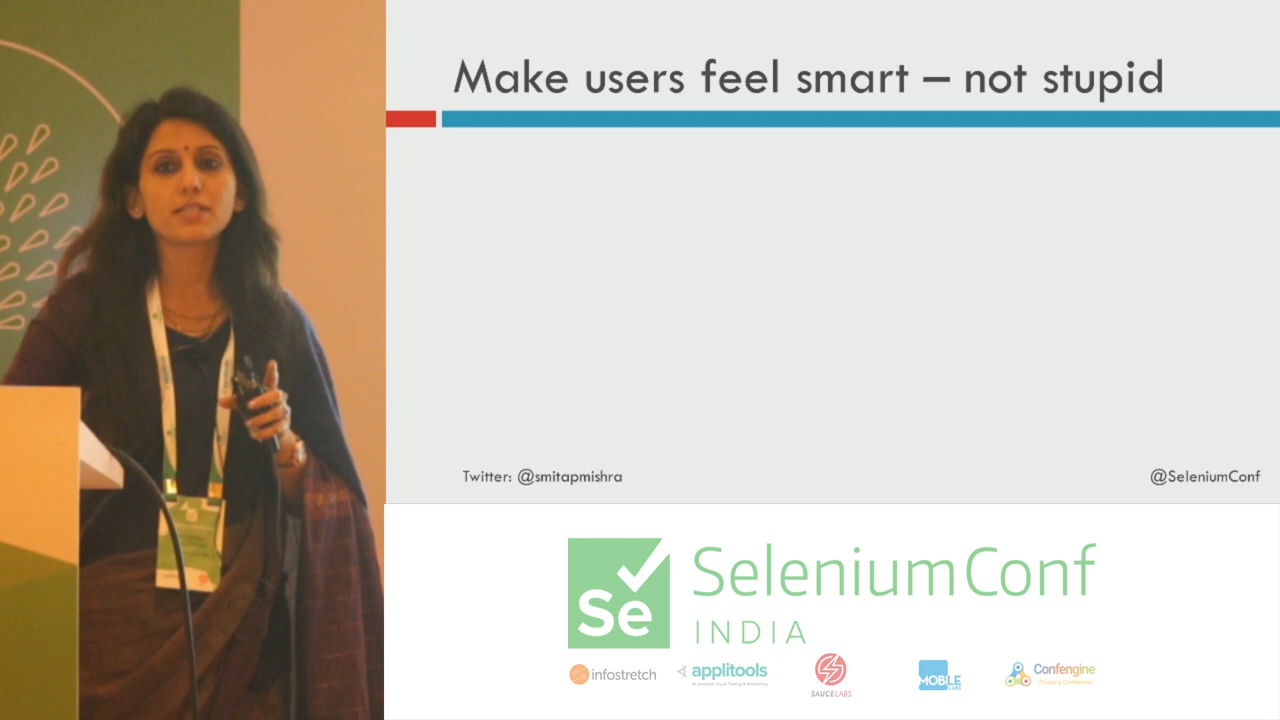 Make users feel smart – not stupid
Twitter: @smitapmishra
@SeleniumConf
Se
SeleniumConf
INDIA
infostretch
applitools
SAUCELABS
MOBILE
LABS
Confengine